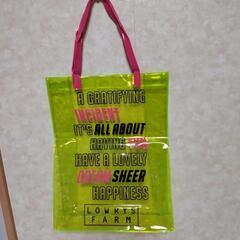 A GRATIFYING
INCIDENT
IT'S ALL ABOUT
HAVING FUN
HAVE A LOVELY
DREAM SHEER
HAPPINESS
LOWRYS
FARM